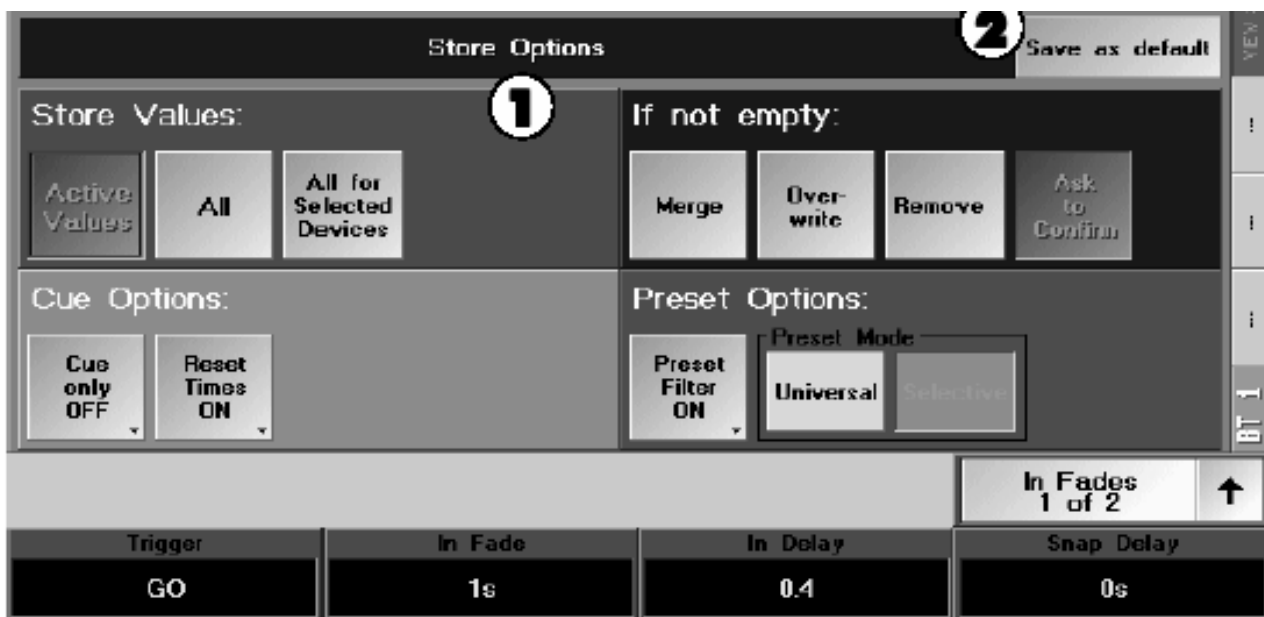 Store Options
2
Save as default
VIEW
Store Values:
1
Active
Values
All
All for
Selected
Devices
If not empty:
Merge
Over-
write
Remove
Ask
to
Confirm
Cue Options:
Cue
only
OFF
Reset
Times
ON
Preset Options:
Preset
Filter
ON
Preset Mode
Universal
Selective
BT 1
In Fades
1 of 2
Trigger
In Fade
In Delay
Snap Delay
GO
1s
0.4
0s